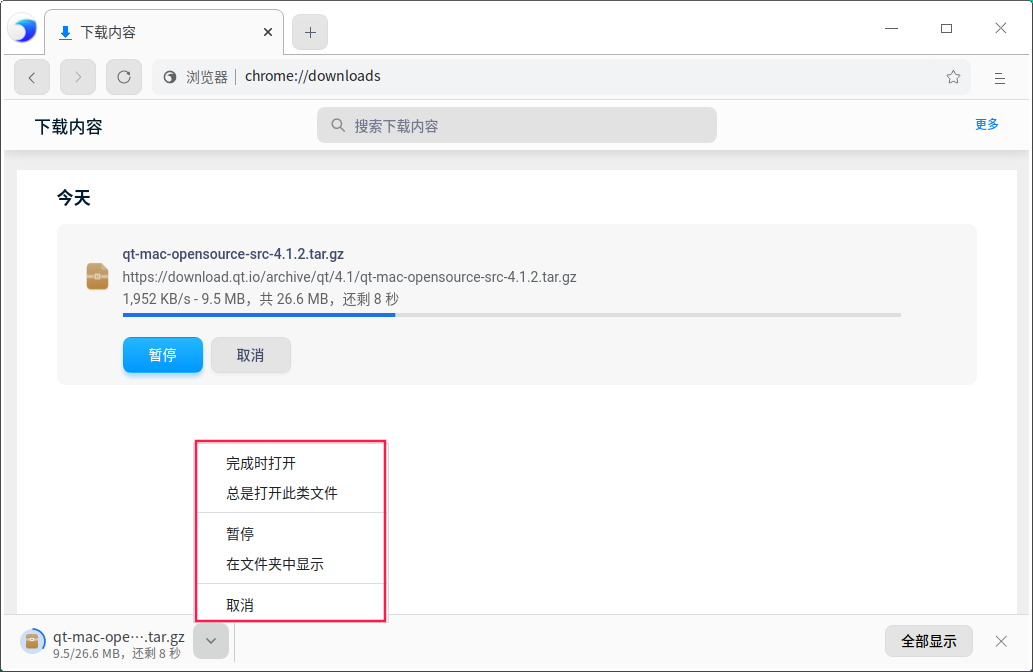 下载内容
浏览器 chrome://downloads
下载内容
搜索下载内容
更多
今天
qt-mac-opensource-src-4.1.2.tar.gz
https://download.qt.io/archive/qt/4.1/qt-mac-opensource-src-4.1.2.tar.gz
1,952 KB/s - 9.5 MB，共 26.6 MB，还剩 8 秒
暂停
取消
完成时打开
总是打开此类文件
暂停
在文件夹中显示
取消
qt-mac-ope….tar.gz
9.5/26.6 MB，还剩 8 秒
全部显示